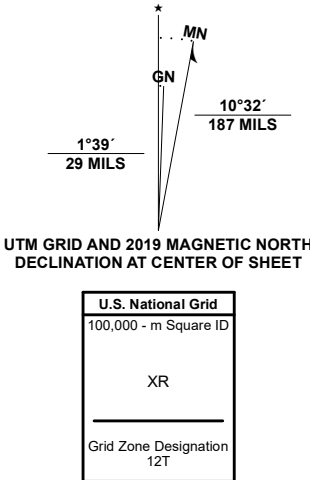 ★
MN
GN
10°32´
187 MILS
1°39´
29 MILS
UTM GRID AND 2019 MAGNETIC NORTH
DECLINATION AT CENTER OF SHEET
U.S. National Grid
100,000 - m Square ID
XR
Grid Zone Designation
12T